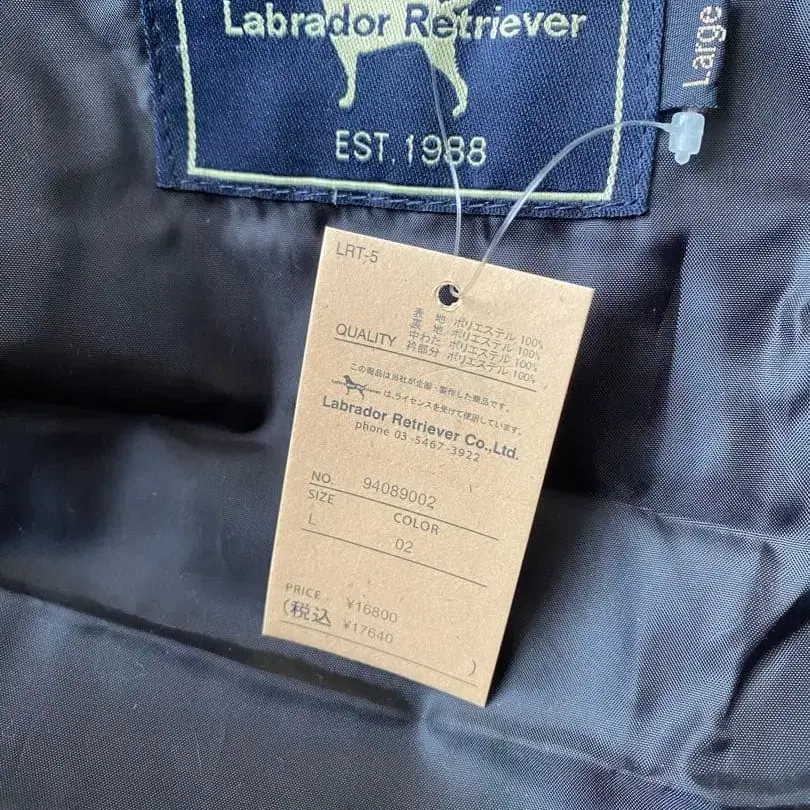 Labrador Retriever
EST. 1988
Large
LRT-5
QUALITY
表　地 ポリエステル 100%
裏　地 ポリエステル 100%
中わた ポリエステル 100%
衿部分 ポリエステル 100%
この商品は当社が企画・製作した商品です。
は、ライセンスを受けて使用しています。
Labrador Retriever Co.,Ltd.
phone 03-5467-3922
NO. 94089002
SIZE COLOR
L 02
PRICE ¥16800
(税込 ¥17640 )